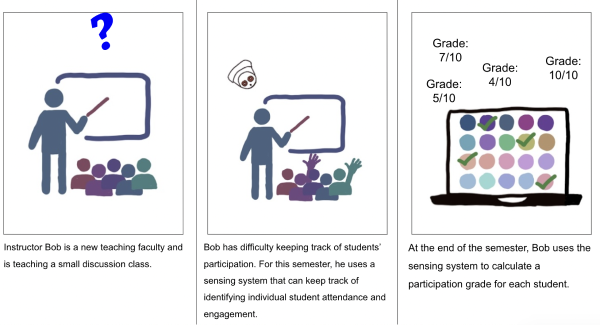 ?
Instructor Bob is a new teaching faculty and
is teaching a small discussion class.
Bob has difficulty keeping track of students'
participation. For this semester, he uses a
sensing system that can keep track of
identifying individual student attendance and
engagement.
Grade:
7/10
Grade:
4/10
Grade:
10/10
Grade:
5/10
At the end of the semester, Bob uses the
sensing system to calculate a
participation grade for each student.